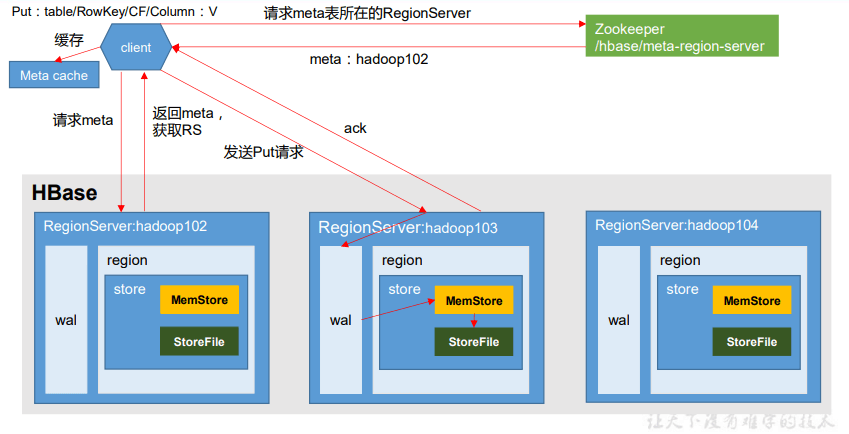 Put：table/RowKey/CF/Column：V
请求meta表所在的RegionServer
Zookeeper
/hbase/meta-region-server
缓存
client
meta：hadoop102
Meta cache
请求meta
返回meta，
获取RS
ack
发送Put请求
HBase
RegionServer:hadoop102
RegionServer:hadoop103
RegionServer:hadoop104
region
region
region
store
store
store
MemStore
MemStore
MemStore
wal
wal
wal
StoreFile
StoreFile
StoreFile
让天下没有难学的技术